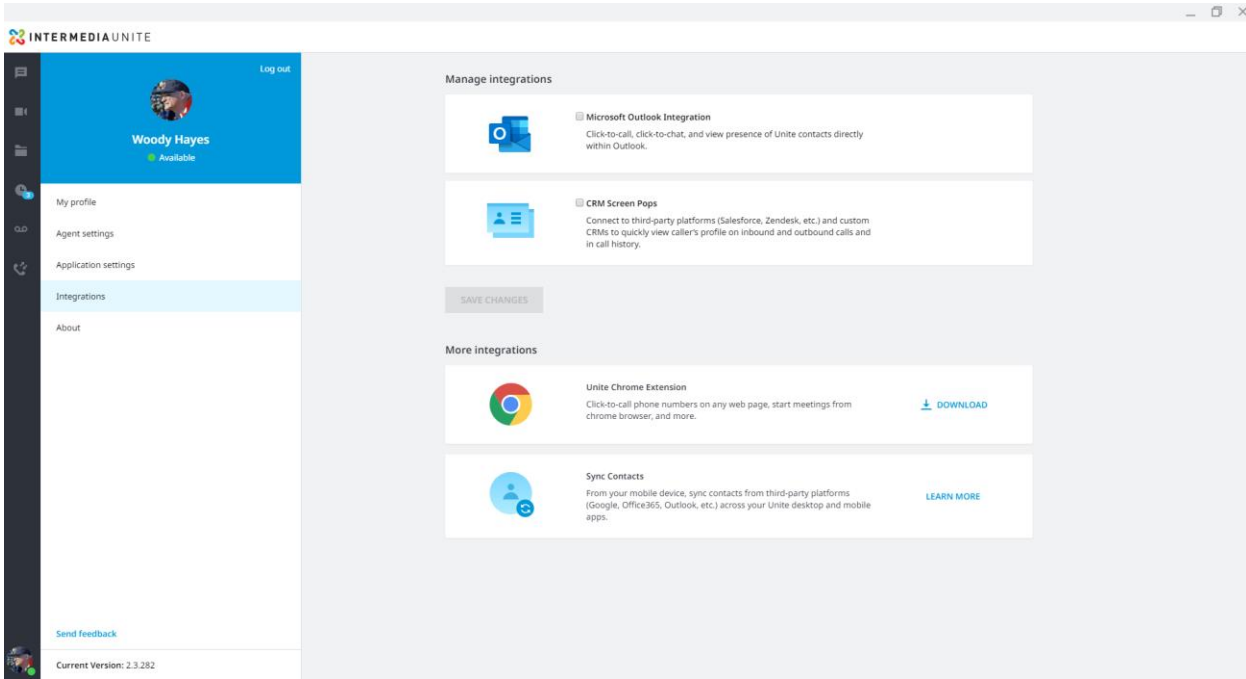 INTERMEDIAUNITE
Log out
Woody Hayes
Available
My profile
Agent settings
Application settings
Integrations
About
Send feedback
Current Version: 2.3.282
Manage integrations
Microsoft Outlook Integration
Click-to-call, click-to-chat, and view presence of Unite contacts directly
within Outlook.
CRM Screen Pops
Connect to third-party platforms (Salesforce, Zendesk, etc.) and custom
CRMs to quickly view caller's profile on inbound and outbound calls and
in call history.
SAVE CHANGES
More integrations
Unite Chrome Extension
Click-to-call phone numbers on any web page, start meetings from
chrome browser, and more.
DOWNLOAD
Sync Contacts
From your mobile device, sync contacts from third-party platforms
(Google, Office365, Outlook, etc.) across your Unite desktop and mobile
apps.
LEARN MORE